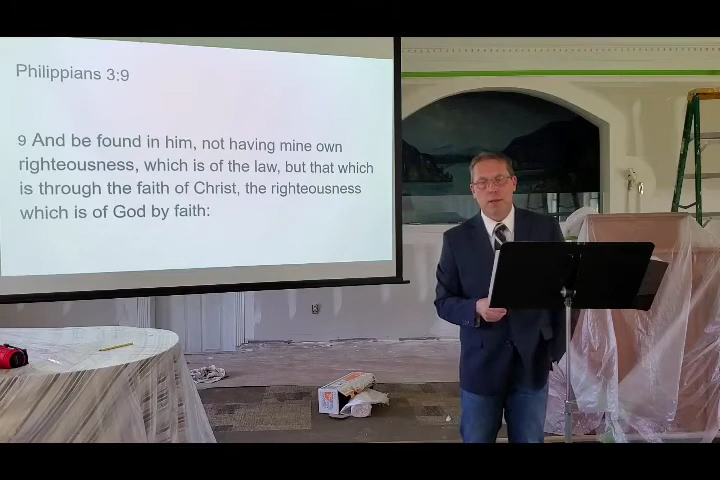 Philippians 3:9
9 And be found in him, not having mine own
righteousness, which is of the law, but that which
is through the faith of Christ, the righteousness
which is of God by faith: